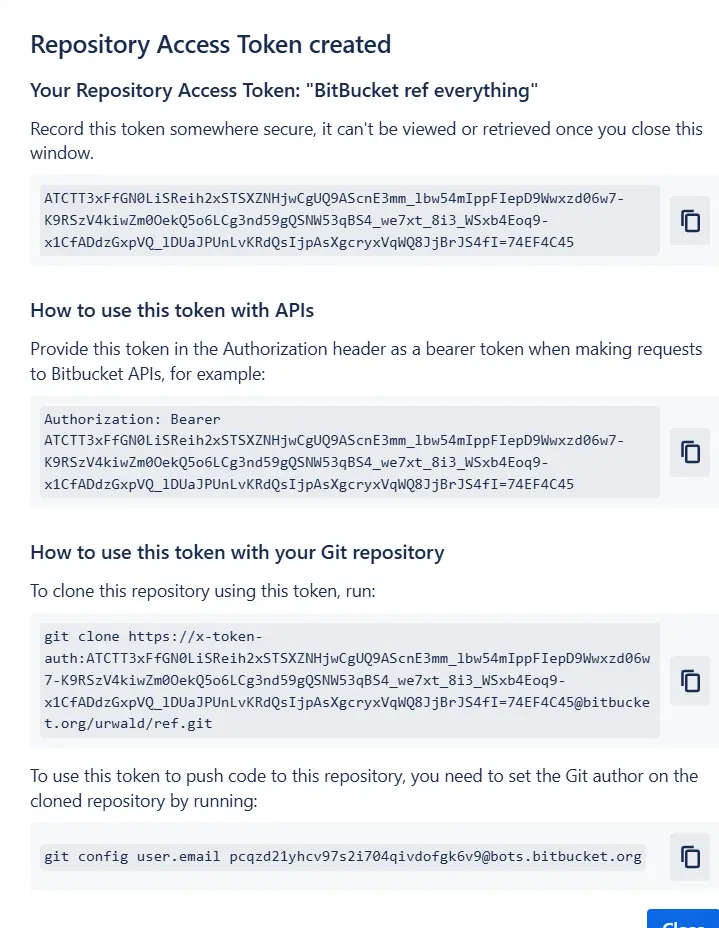 Repository Access Token created
Your Repository Access Token: "BitBucket ref everything"
Record this token somewhere secure, it can't be viewed or retrieved once you close this
window.
ATCTT3xFfGN0LiSReih2xSTSXZNHjwCgUQ9AScnE3mm_lbw54mIppFIepD9Wwxzd06w7-
K9RSzV4kiwZm0OekQ5o6LCg3nd59gQSNW53qBS4_we7xt_8i3_WSxb4Eoq9-
x1CfADdzGxpVQ_lDUaJPUnLvKRdQsIjpAsXgcryxVqWQ8JjBrJS4fI=74EF4C45
How to use this token with APIs
Provide this token in the Authorization header as a bearer token when making requests
to Bitbucket APIs, for example:
Authorization: Bearer
ATCTT3xFfGN0LiSReih2xSTSXZNHjwCgUQ9AScnE3mm_lbw54mIppFIepD9Wwxzd06w7-
K9RSzV4kiwZm0OekQ5o6LCg3nd59gQSNW53qBS4_we7xt_8i3_WSxb4Eoq9-
x1CfADdzGxpVQ_lDUaJPUnLvKRdQsIjpAsXgcryxVqWQ8JjBrJS4fI=74EF4C45
How to use this token with your Git repository
To clone this repository using this token, run:
git clone https://x-token-
auth:ATCTT3xFfGN0LiSReih2xSTSXZNHjwCgUQ9AScnE3mm_lbw54mIppFIepD9Wwxzd06w
7-K9RSzV4kiwZm0OekQ5o6LCg3nd59gQSNW53qBS4_we7xt_8i3_WSxb4Eoq9-
x1CfADdzGxpVQ_lDUaJPUnLvKRdQsIjpAsXgcryxVqWQ8JjBrJS4fI=74EF4C45@bitbucke
t.org/urwald/ref.git
To use this token to push code to this repository, you need to set the Git author on the
cloned repository by running:
git config user.email pcqzd21yhcv97s2i704qivdofgk6v9@bots.bitbucket.org
Close